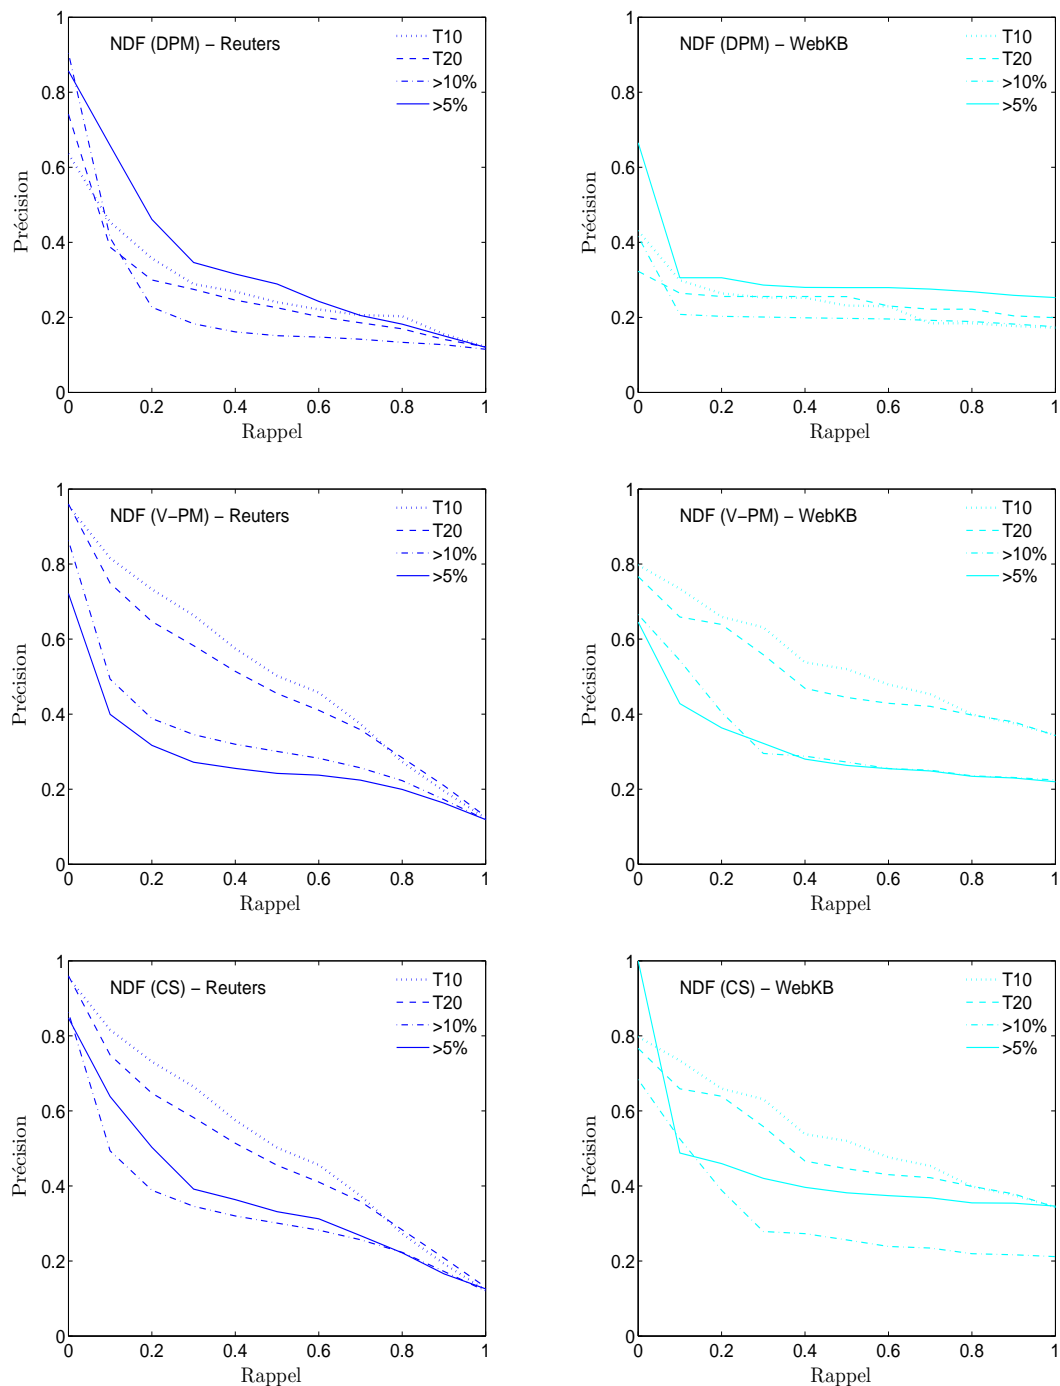 NDF (DPM) – Reuters
T10
T20
>10%
>5%
1
0.8
0.6
0.4
0.2
0
0 0.2 0.4 0.6 0.8 1
Précision
Rappel
NDF (DPM) – WebKB
T10
T20
>10%
>5%
1
0.8
0.6
0.4
0.2
0
0 0.2 0.4 0.6 0.8 1
Précision
Rappel
NDF (V–PM) – Reuters
T10
T20
>10%
>5%
1
0.8
0.6
0.4
0.2
0
0 0.2 0.4 0.6 0.8 1
Précision
Rappel
NDF (V–PM) – WebKB
T10
T20
>10%
>5%
1
0.8
0.6
0.4
0.2
0
0 0.2 0.4 0.6 0.8 1
Précision
Rappel
NDF (CS) – Reuters
T10
T20
>10%
>5%
1
0.8
0.6
0.4
0.2
0
0 0.2 0.4 0.6 0.8 1
Précision
Rappel
NDF (CS) – WebKB
T10
T20
>10%
>5%
1
0.8
0.6
0.4
0.2
0
0 0.2 0.4 0.6 0.8 1
Précision
Rappel